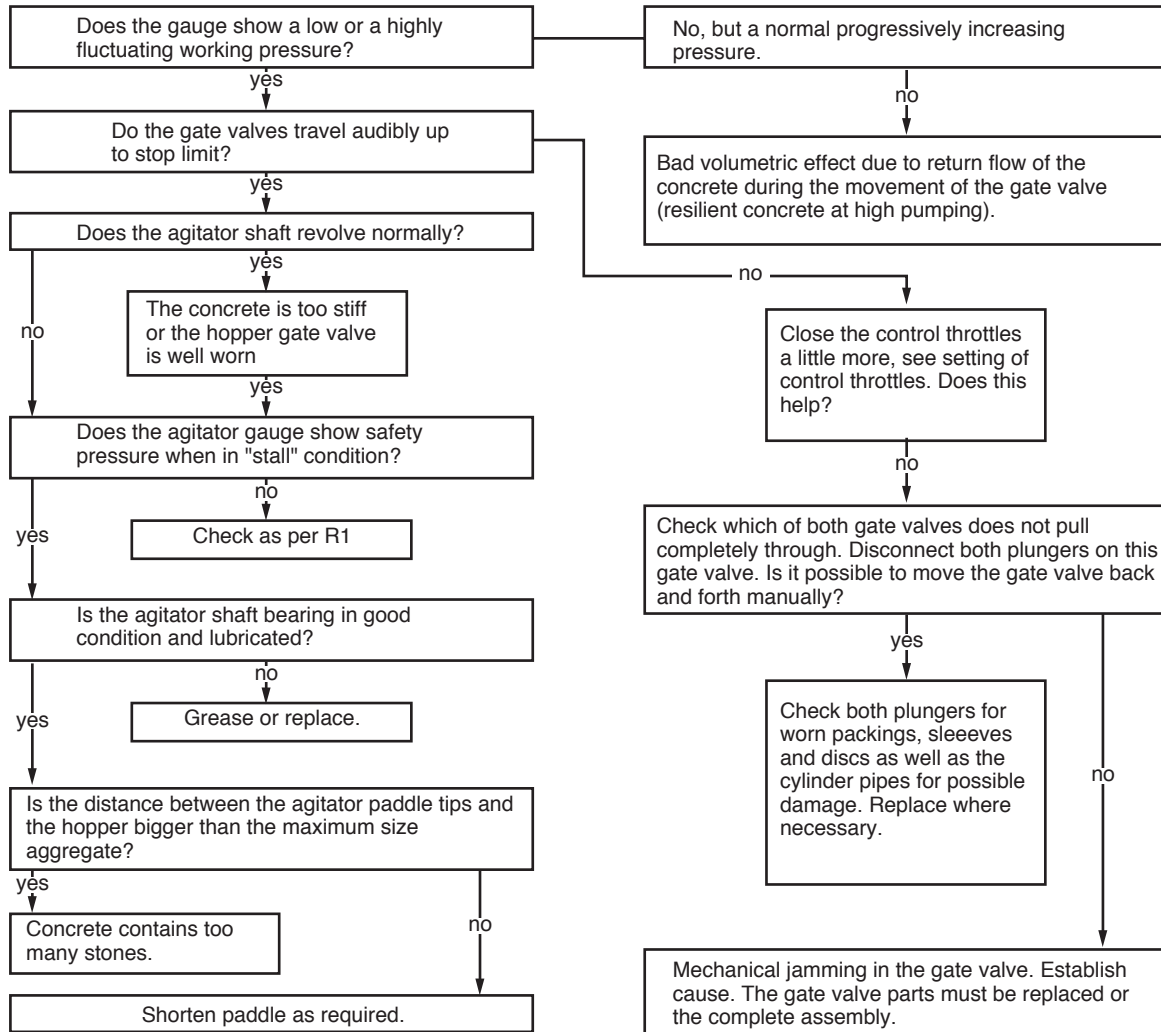 Does the gauge show a low or a highly
fluctuating working pressure?
No, but a normal progressively increasing
pressure.
yes
no
Do the gate valves travel audibly up
to stop limit?
Bad volumetric effect due to return flow of the
concrete during the movement of the gate valve
(resilient concrete at high pumping).
yes
Does the agitator shaft revolve normally?
yes
no
The concrete is too stiff
or the hopper gate valve
is well worn
no
Close the control throttles
a little more, see setting of
control throttles. Does this
help?
yes
Does the agitator gauge show safety
pressure when in "stall" condition?
no
no
Check as per R1
yes
Check which of both gate valves does not pull
completely through. Disconnect both plungers on this
gate valve. Is it possible to move the gate valve back
and forth manually?
Is the agitator shaft bearing in good
condition and lubricated?
yes
no
Grease or replace.
yes
Check both plungers for
worn packings, sleeeves
and discs as well as the
cylinder pipes for possible
damage. Replace where
necessary.
no
Is the distance between the agitator paddle tips and
the hopper bigger than the maximum size
aggregate?
yes
Concrete contains too
many stones.
no
Shorten paddle as required.
Mechanical jamming in the gate valve. Establish
cause. The gate valve parts must be replaced or
the complete assembly.